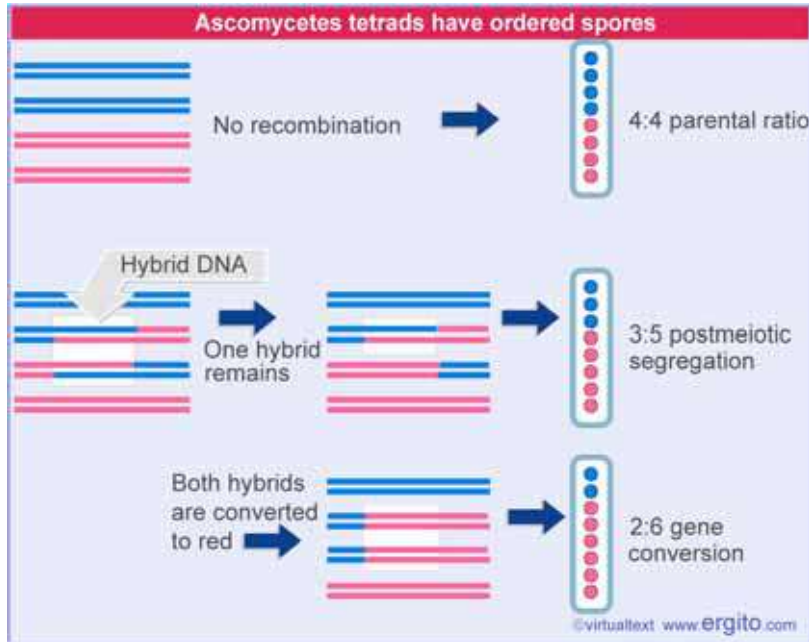 Ascomycetes tetrads have ordered spores
No recombination
4:4 parental ratio
Hybrid DNA
One hybrid
remains
3:5 postmeiotic
segregation
Both hybrids
are converted
to red
2:6 gene
conversion
©virtualtext www.ergito.com